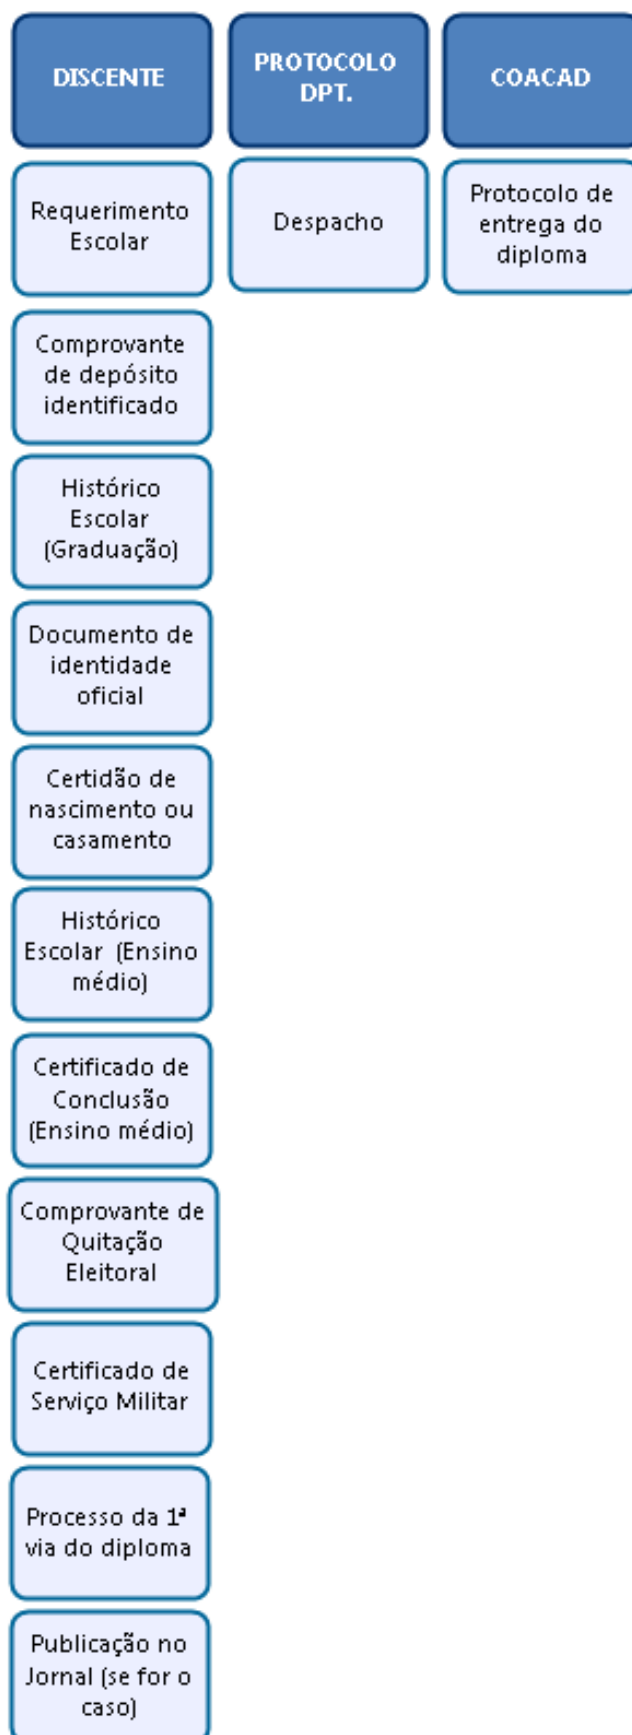 DISCENTE
PROTOCOLO
DPT.
COACAD
Requerimento
Escolar
Despacho
Protocolo de
entrega do
diploma
Comprovante
de depósito
identificado
Histórico
Escolar
(Graduação)
Documento de
identidade
oficial
Certidão de
nascimento ou
casamento
Histórico
Escolar (Ensino
médio)
Certificado de
Conclusão
(Ensino médio)
Comprovante de
Quitação
Eleitoral
Certificado de
Serviço Militar
Processo da 1ª
via do diploma
Publicação no
Jornal (se for o
caso)